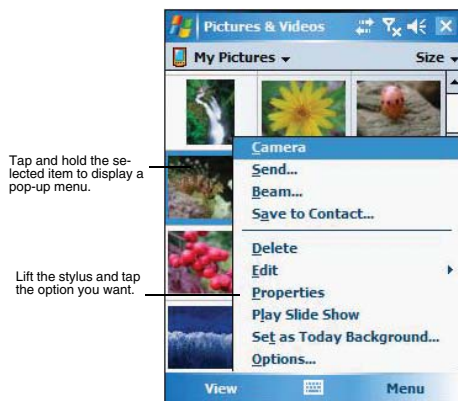 Pictures & Videos
My Pictures
Size
Tap and hold the se-
lected item to display a
pop-up menu.
Lift the stylus and tap
the option you want.
Camera
Send...
Beam...
Save to Contact...
Delete
Edit
Properties
Play Slide Show
Set as Today Background...
Options...
View
Menu